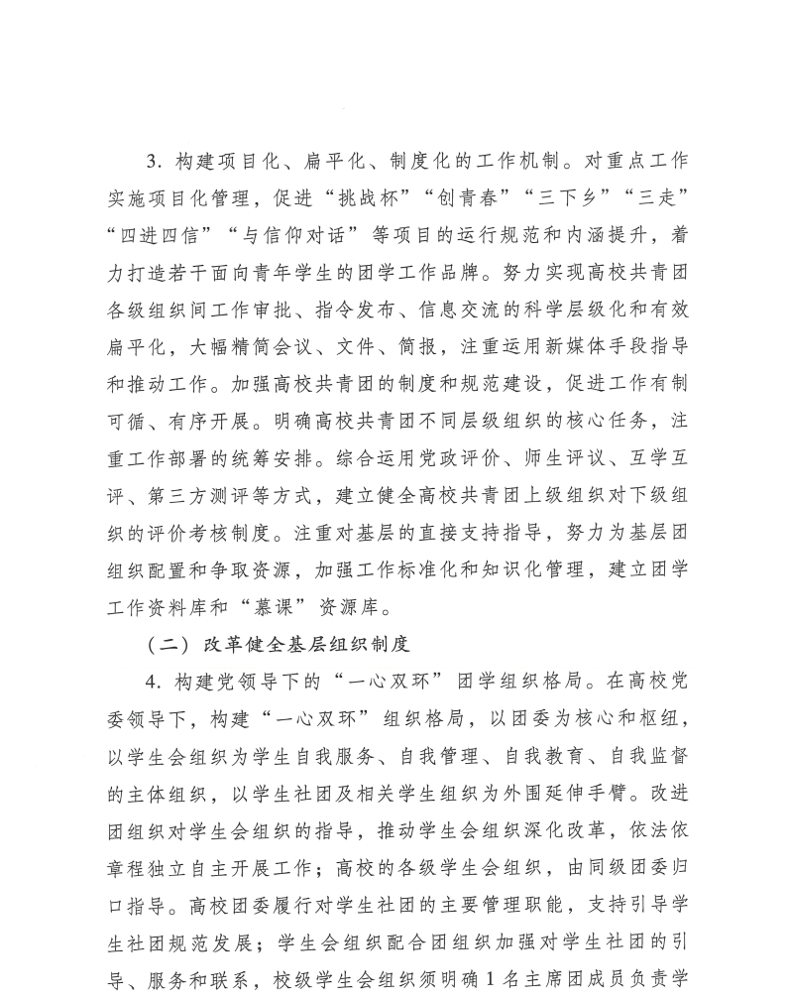 3. 构建项目化、扁平化、制度化的工作机制。对重点工作
实施项目化管理，促进“挑战杯”“创青春”“三下乡”“三走”
“四进四信”“与信仰对话”等项目的运行规范和内涵提升，着
力打造若干面向青年学生的团学工作品牌。努力实现高校共青团
各级组织间工作审批、指令发布、信息交流的科学层级化和有效
扁平化，大幅精简会议、文件、简报，注重运用新媒体手段指导
和推动工作。加强高校共青团的制度和规范建设，促进工作有制
可循、有序开展。明确高校共青团不同层级组织的核心任务，注
重工作部署的统筹安排。综合运用党政评价、师生评议、互学互
评、第三方测评等方式，建立健全高校共青团上级组织对下级组
织的评价考核制度。注重对基层的直接支持指导，努力为基层团
组织配置和争取资源，加强工作标准化和知识化管理，建立团学
工作资料库和“慕课”资源库。
（二）改革健全基层组织制度
4. 构建党领导下的“一心双环”团学组织格局。在高校党
委领导下，构建“一心双环”组织格局，以团委为核心和枢纽，
以学生会组织为学生自我服务、自我管理、自我教育、自我监督
的主体组织，以学生社团及相关学生组织为外围延伸手臂。改进
团组织对学生会组织的指导，推动学生会组织深化改革，依法依
章程独立自主开展工作；高校的各级学生会组织，由同级团委归
口指导。高校团委履行对学生社团的主要管理职能，支持引导学
生社团规范发展；学生会组织配合团组织加强对学生社团的引
导、服务和联系，校级学生会组织须明确1名主席团成员负责学